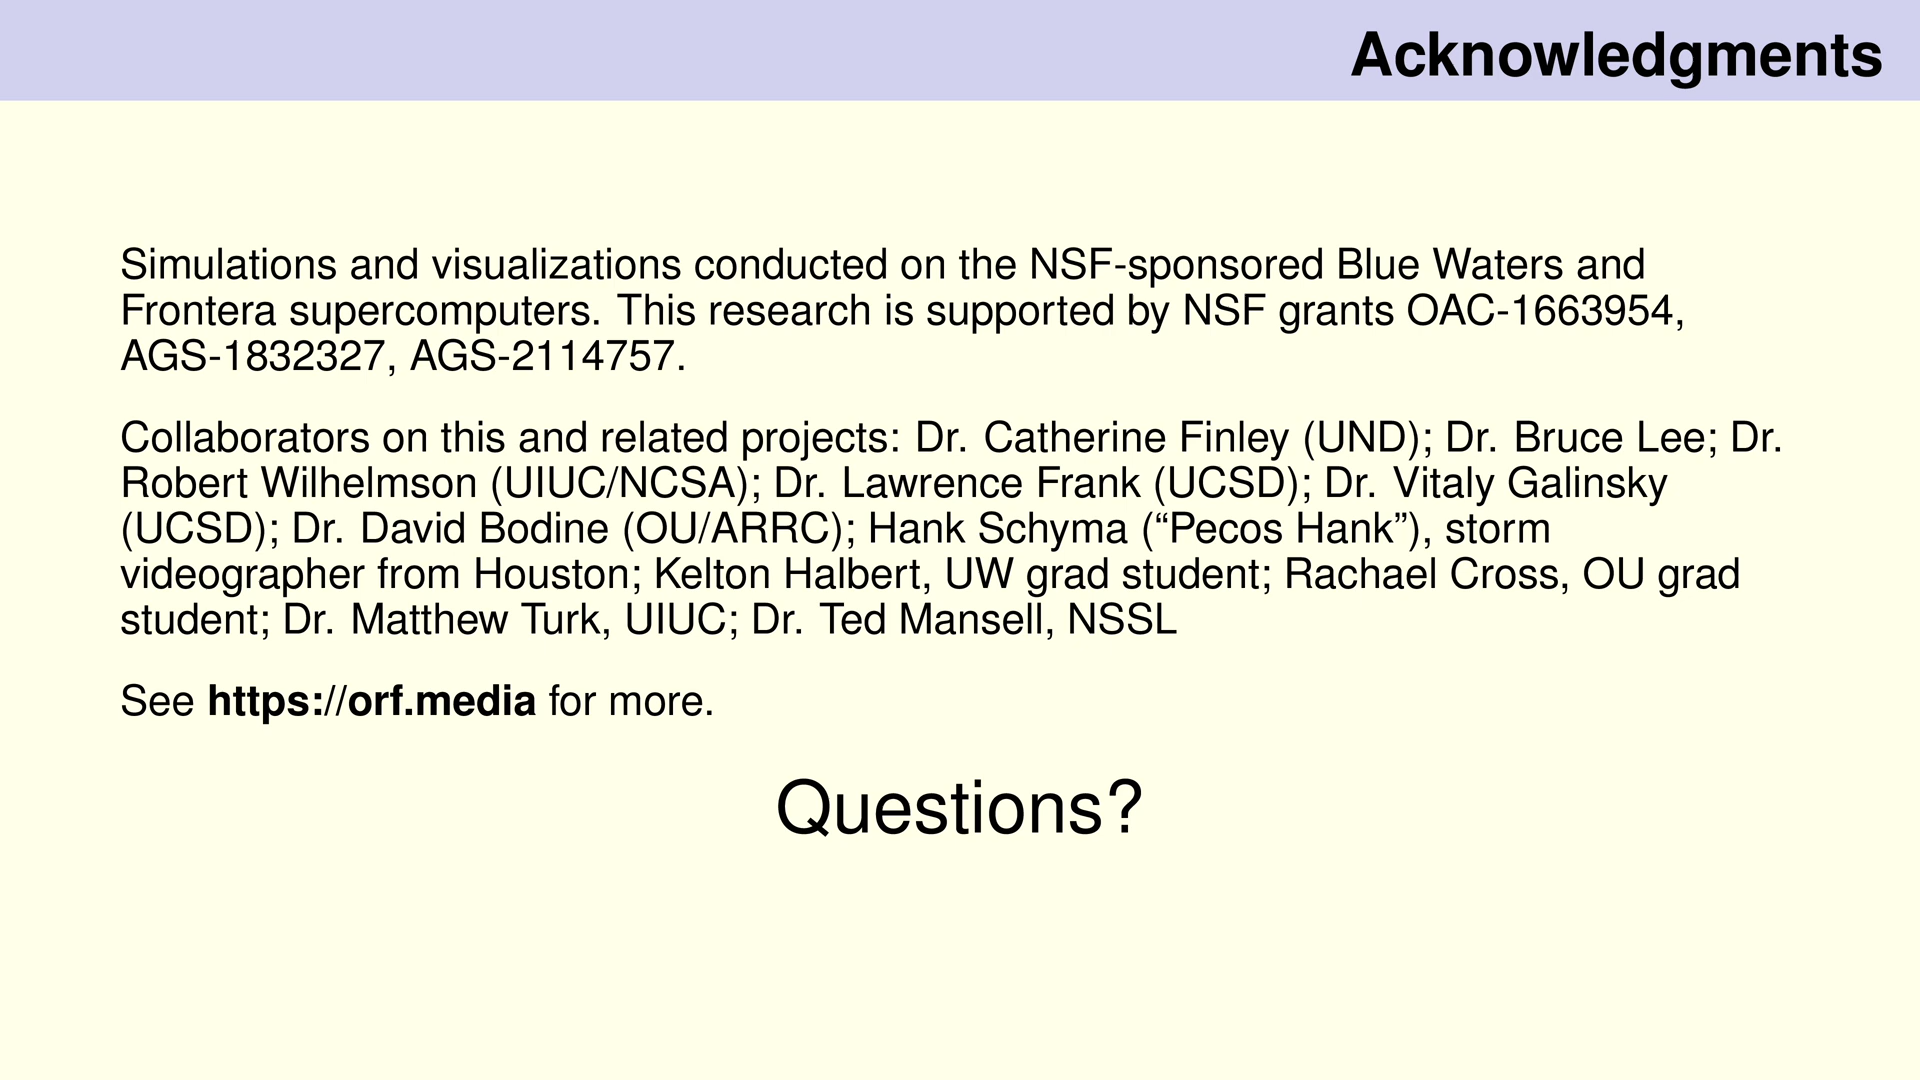 Acknowledgments
Simulations and visualizations conducted on the NSF-sponsored Blue Waters and
Frontera supercomputers. This research is supported by NSF grants OAC-1663954,
AGS-1832327, AGS-2114757.
Collaborators on this and related projects: Dr. Catherine Finley (UND); Dr. Bruce Lee; Dr.
Robert Wilhelmson (UIUC/NCSA); Dr. Lawrence Frank (UCSD); Dr. Vitaly Galinsky
(UCSD); Dr. David Bodine (OU/ARRC); Hank Schyma (“Pecos Hank”), storm
videographer from Houston; Kelton Halbert, UW grad student; Rachael Cross, OU grad
student; Dr. Matthew Turk, UIUC; Dr. Ted Mansell, NSSL
See https://orf.media for more.
Questions?